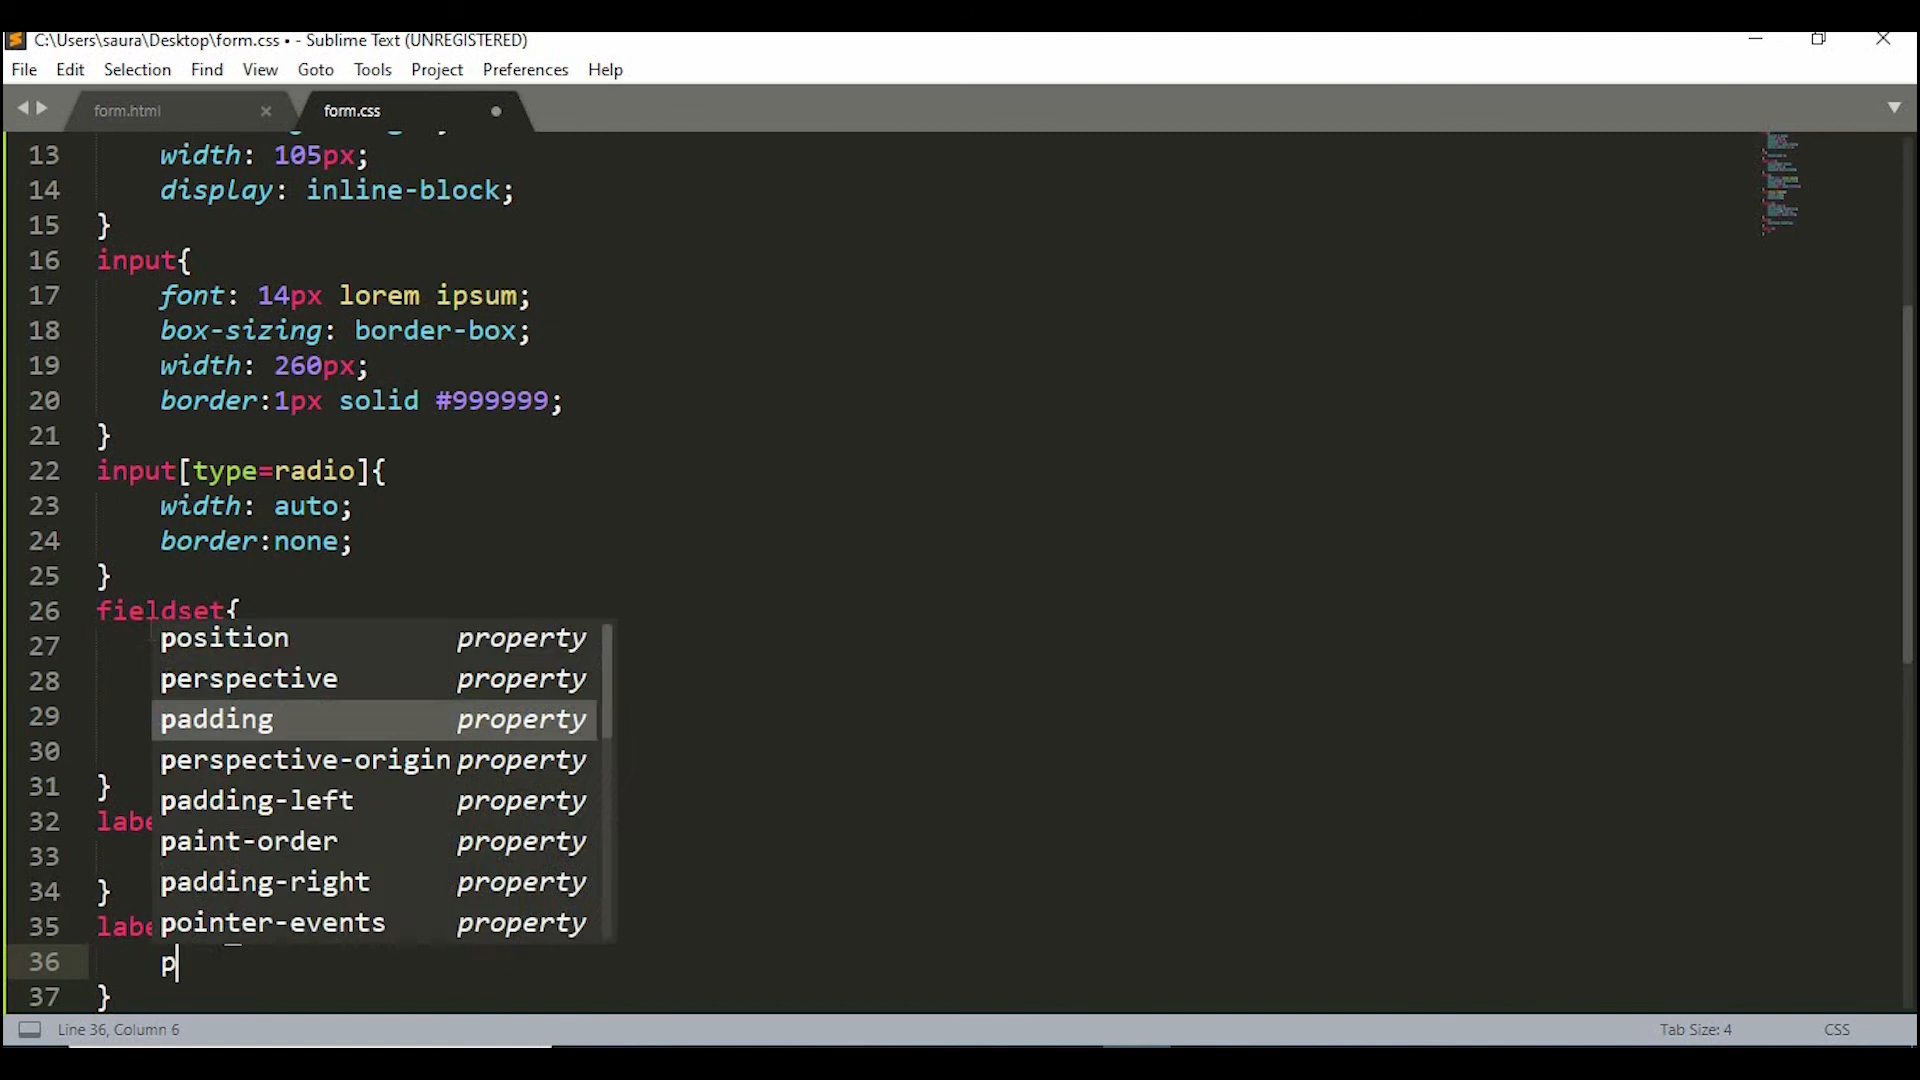 C:\Users\saura\Desktop\form.css • - Sublime Text (UNREGISTERED)
File Edit Selection Find View Goto Tools Project Preferences Help
form.html form.css
13 width: 105px;
14 display: inline-block;
15 }
16 input{
17 font: 14px lorem ipsum;
18 box-sizing: border-box;
19 width: 260px;
20 border:1px solid #999999;
21 }
22 input[type=radio]{
23 width: auto;
24 border:none;
25 }
26 fieldset{
27
28
29
30
31 }
32
33
34 }
35
36 p
37 }
position property
perspective property
padding property
perspective-origin property
padding-left property
paint-order property
padding-right property
pointer-events property
Line 36, Column 6 Tab Size: 4 CSS